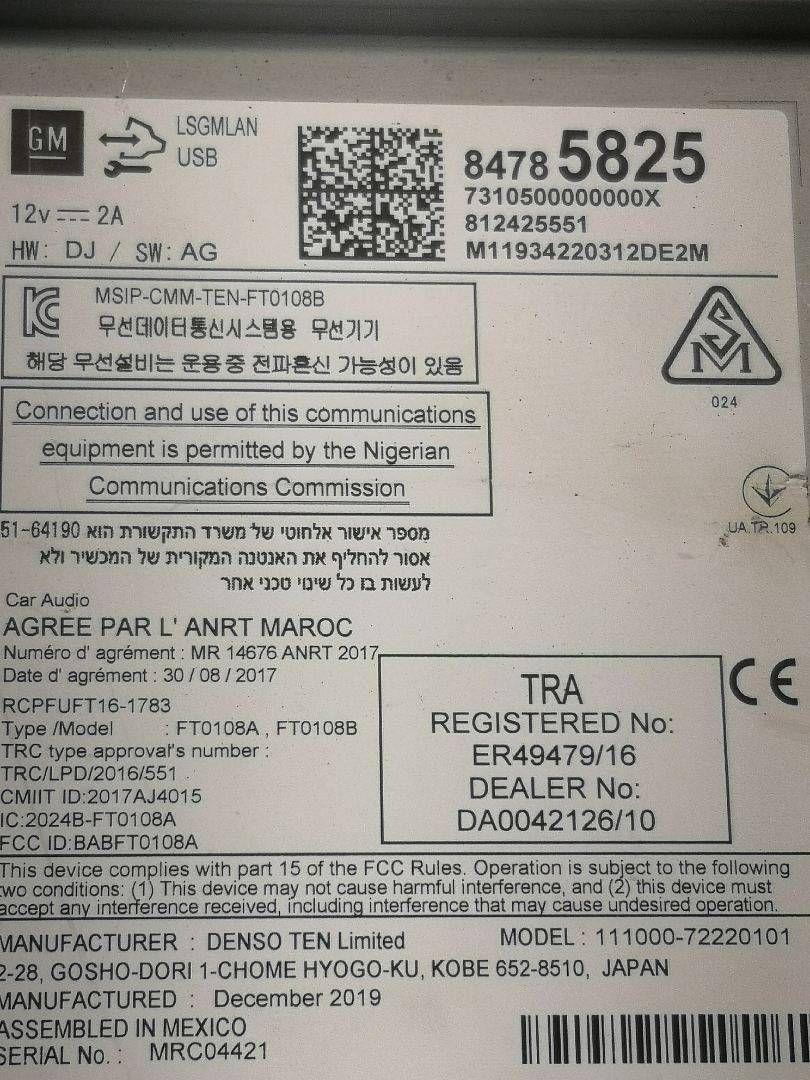 GM
LSGMLAN
USB
12v 2A
HW: DJ / SW: AG
8478 5825
7310500000000X
812425551
M11934220312DE2M
MSIP-CMM-TEN-FT0108B
무선데이터통신시스템용 무선기기
해당 무선설비는 운용 중 전파혼신 가능성이 있음
024
Connection and use of this communications
equipment is permitted by the Nigerian
Communications Commission
UA.TR.109
מספר אישור אלחוטי של משרד התקשורת הוא 51-64190
אסור להחליף את האנטנה המקורית של המכשיר ולא
לעשות בו כל שינוי טכני אחר
Car Audio
AGREE PAR L' ANRT MAROC
Numéro d' agrément : MR 14676 ANRT 2017
Date d' agrément : 30 / 08 / 2017
RCPFUFT16-1783
Type /Model : FT0108A , FT0108B
TRC type approval's number :
TRC/LPD/2016/551
CMIIT ID:2017AJ4015
IC:2024B-FT0108A
FCC ID:BABFT0108A
TRA
REGISTERED No:
ER49479/16
DEALER No:
DA0042126/10
CE
This device complies with part 15 of the FCC Rules. Operation is subject to the following
two conditions: (1) This device may not cause harmful interference, and (2) this device must
accept any interference received, including interference that may cause undesired operation.
MANUFACTURER : DENSO TEN Limited MODEL : 111000-72220101
2-28, GOSHO-DORI 1-CHOME HYOGO-KU, KOBE 652-8510, JAPAN
MANUFACTURED : December 2019
ASSEMBLED IN MEXICO
SERIAL No. : MRC04421